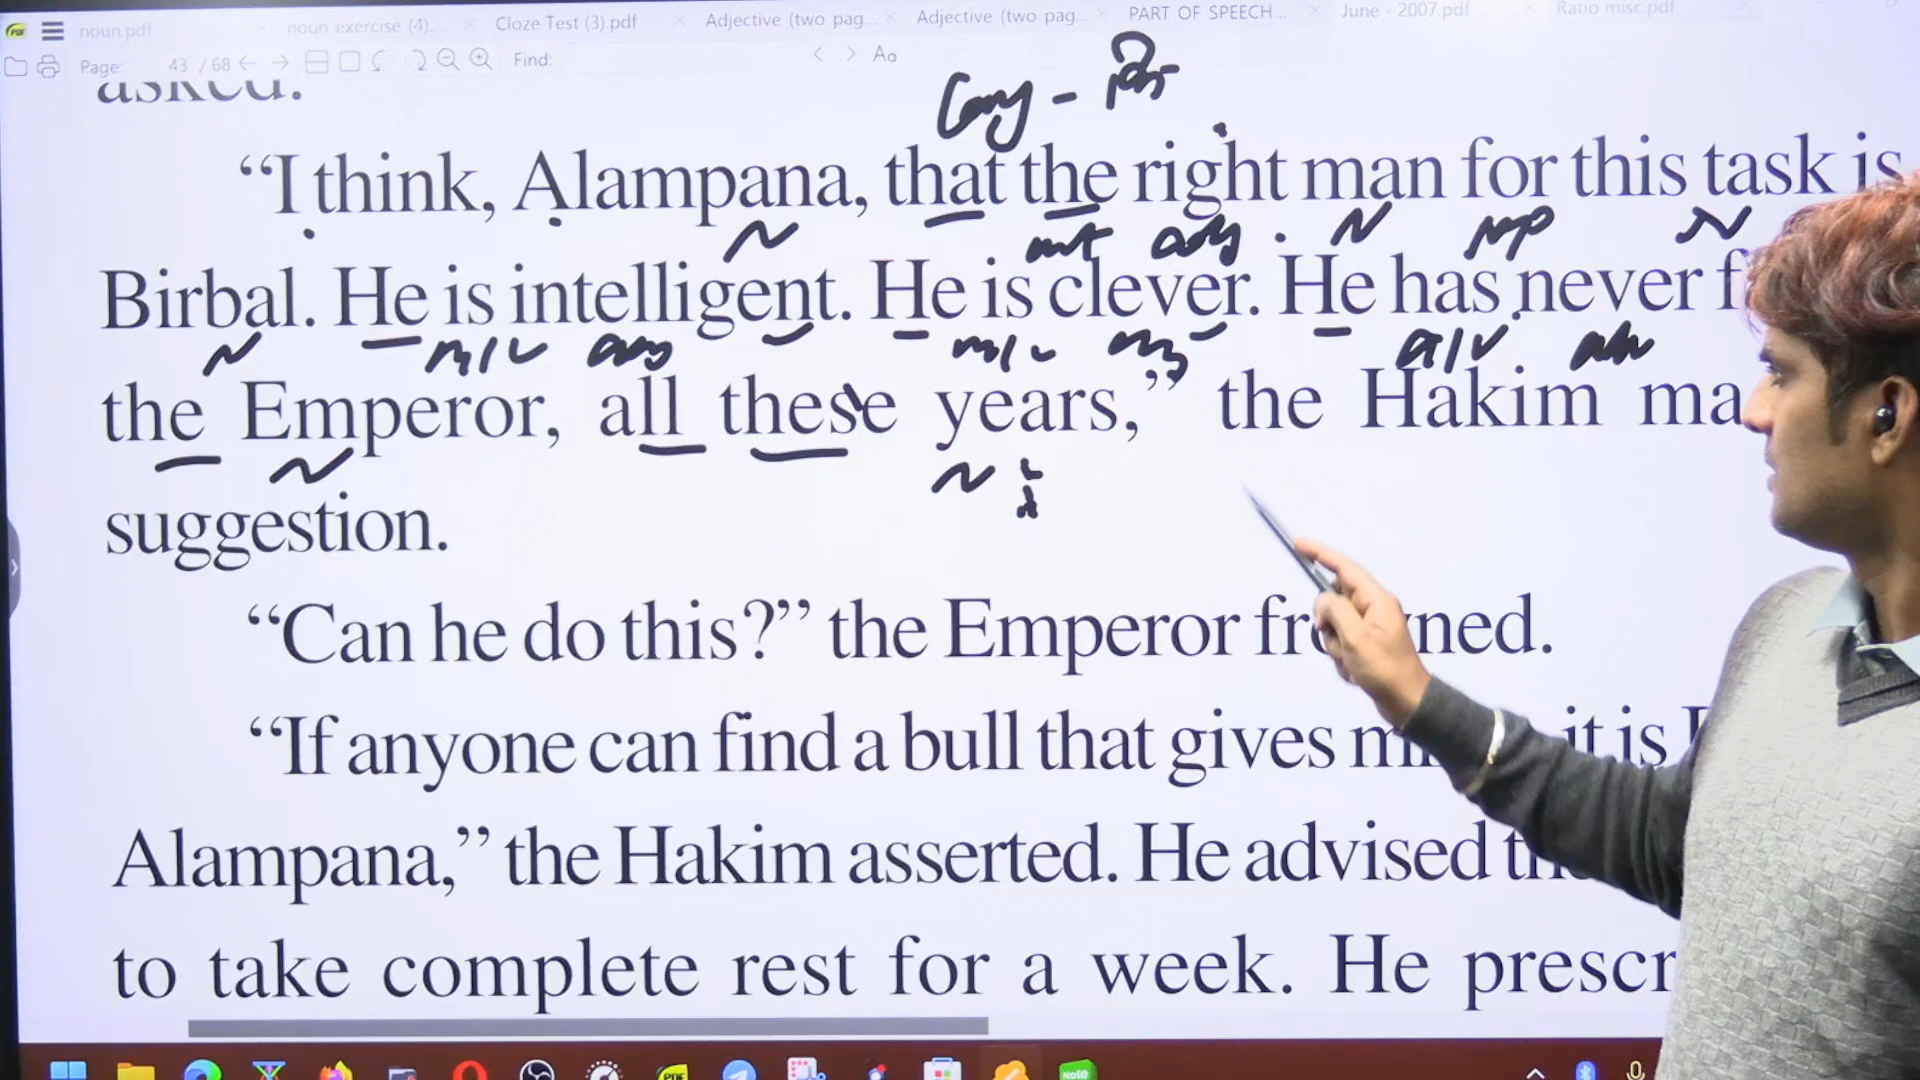 noun.pdf noun exercise (4)... Cloze Test (3).pdf Adjective (two pag... Adjective (two pag... PART OF SPEECH... June - 2007.pdf Ratio misc.pdf
Page: 43 / 68 Find: Aa
asked.
“I think, Alampana, that the right man for this task is
N adj N N
Birbal. He is intelligent. He is clever. He has never f
N
the Emperor, all these years,” the Hakim ma
N N
suggestion.
“Can he do this?” the Emperor fr ned.
“If anyone can find a bull that gives m it is
Alampana,” the Hakim asserted. He advised
to take complete rest for a week. He prescr
Note